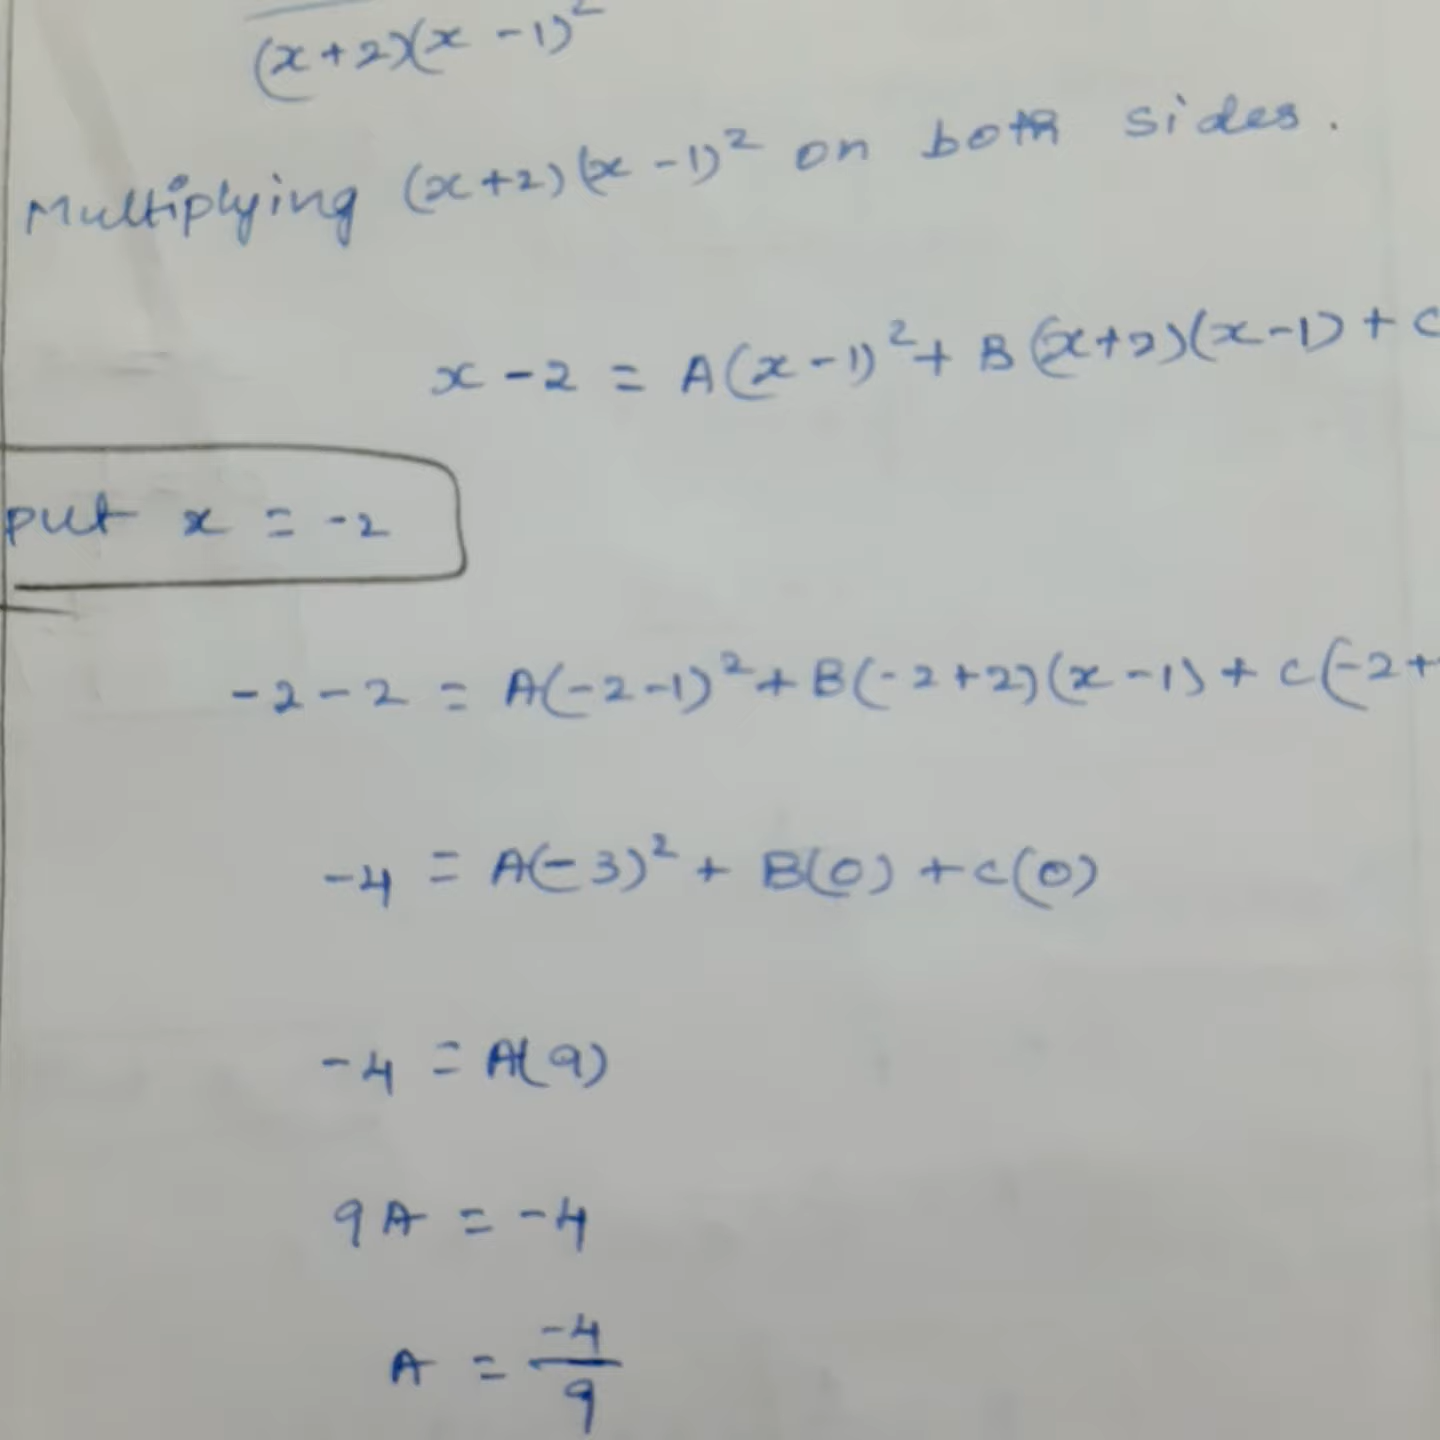 (x+2)(x-1)²
Multiplying (x+2)(x-1)² on both sides.
x-2 = A(x-1)² + B(x+2)(x-1) + C
put x = -2
-2-2 = A(-2-1)² + B(-2+2)(x-1) + C(-2+
-4 = A(-3)² + B(0) + C(0)
-4 = A(9)
9A = -4
A = -4/9